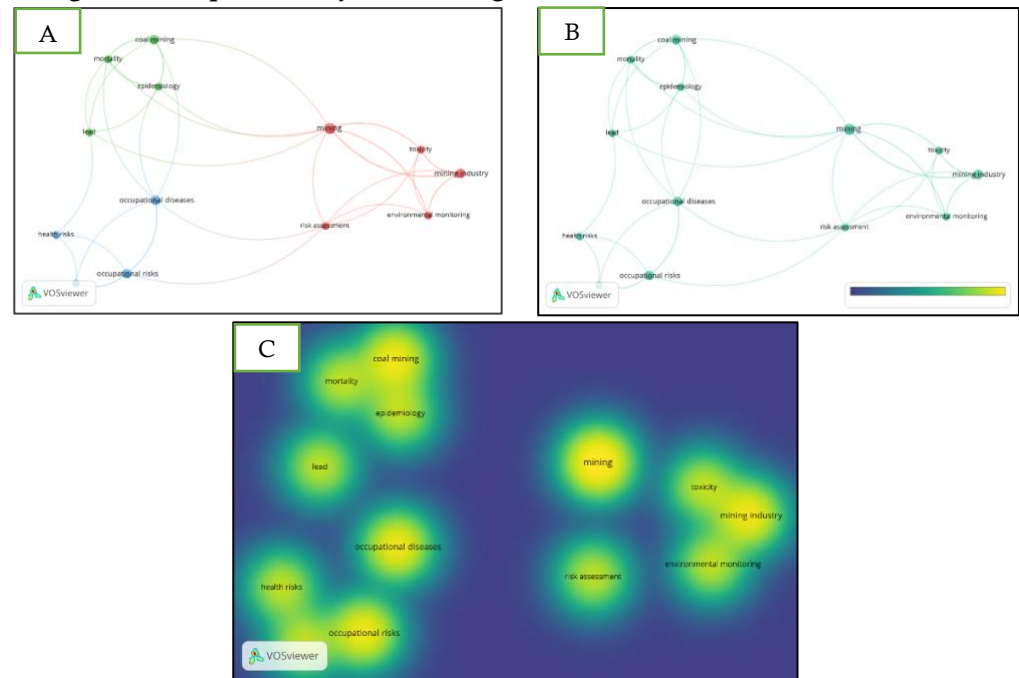 A
coal mining
mortality
epidemiology
mining
lead
toxicity
mining industry
occupational diseases
environmental monitoring
risk assessment
health risks
occupational risks
VOSviewer
B
coal mining
mortality
epidemiology
mining
lead
toxicity
mining industry
occupational diseases
environmental monitoring
risk assessment
health risks
occupational risks
VOSviewer
C
coal mining
mortality
epidemiology
mining
lead
toxicity
mining industry
occupational diseases
environmental monitoring
risk assessment
health risks
occupational risks
VOSviewer